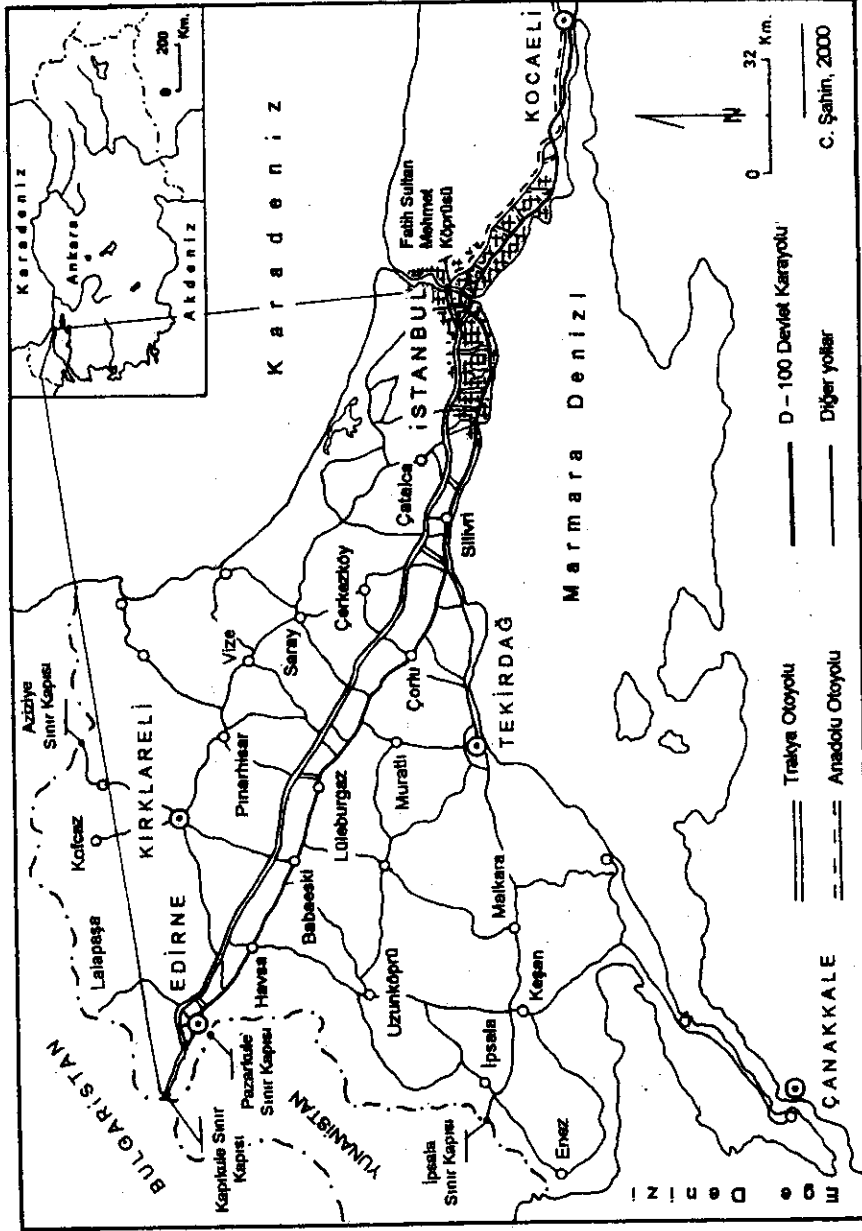 Karadeniz
Ankara
Akdeniz
0 200
Km.
BULGARİSTAN
Kapıkule Sınır
Kapısı
Pazarkule
Sınır Kapısı
YUNANİSTAN
İpsala
Sınır Kapısı
Lalapaşa
Kofcaz
Aziziye
Sınır Kapısı
EDİRNE
KIRKLARELİ
Havsa
Babaeski
Pınarhisar
Lüleburgaz
Vize
Saray
Çerkezköy
Çorlu
Muratlı
Uzunköprü
Malkara
Keşan
İpsala
Enez
TEKİRDAĞ
Çatalca
Silivri
İSTANBUL
Karadeniz
Fatih Sultan
Mehmet
Köprüsü
KOCAELİ
Marmara Denizi
ÇANAKKALE
ege Denizi
N
0 32
Km.
Trakya Otoyolu
Anadolu Otoyolu
D – 100 Devlet Karayolu
Diğer yollar
C. Şahin, 2000